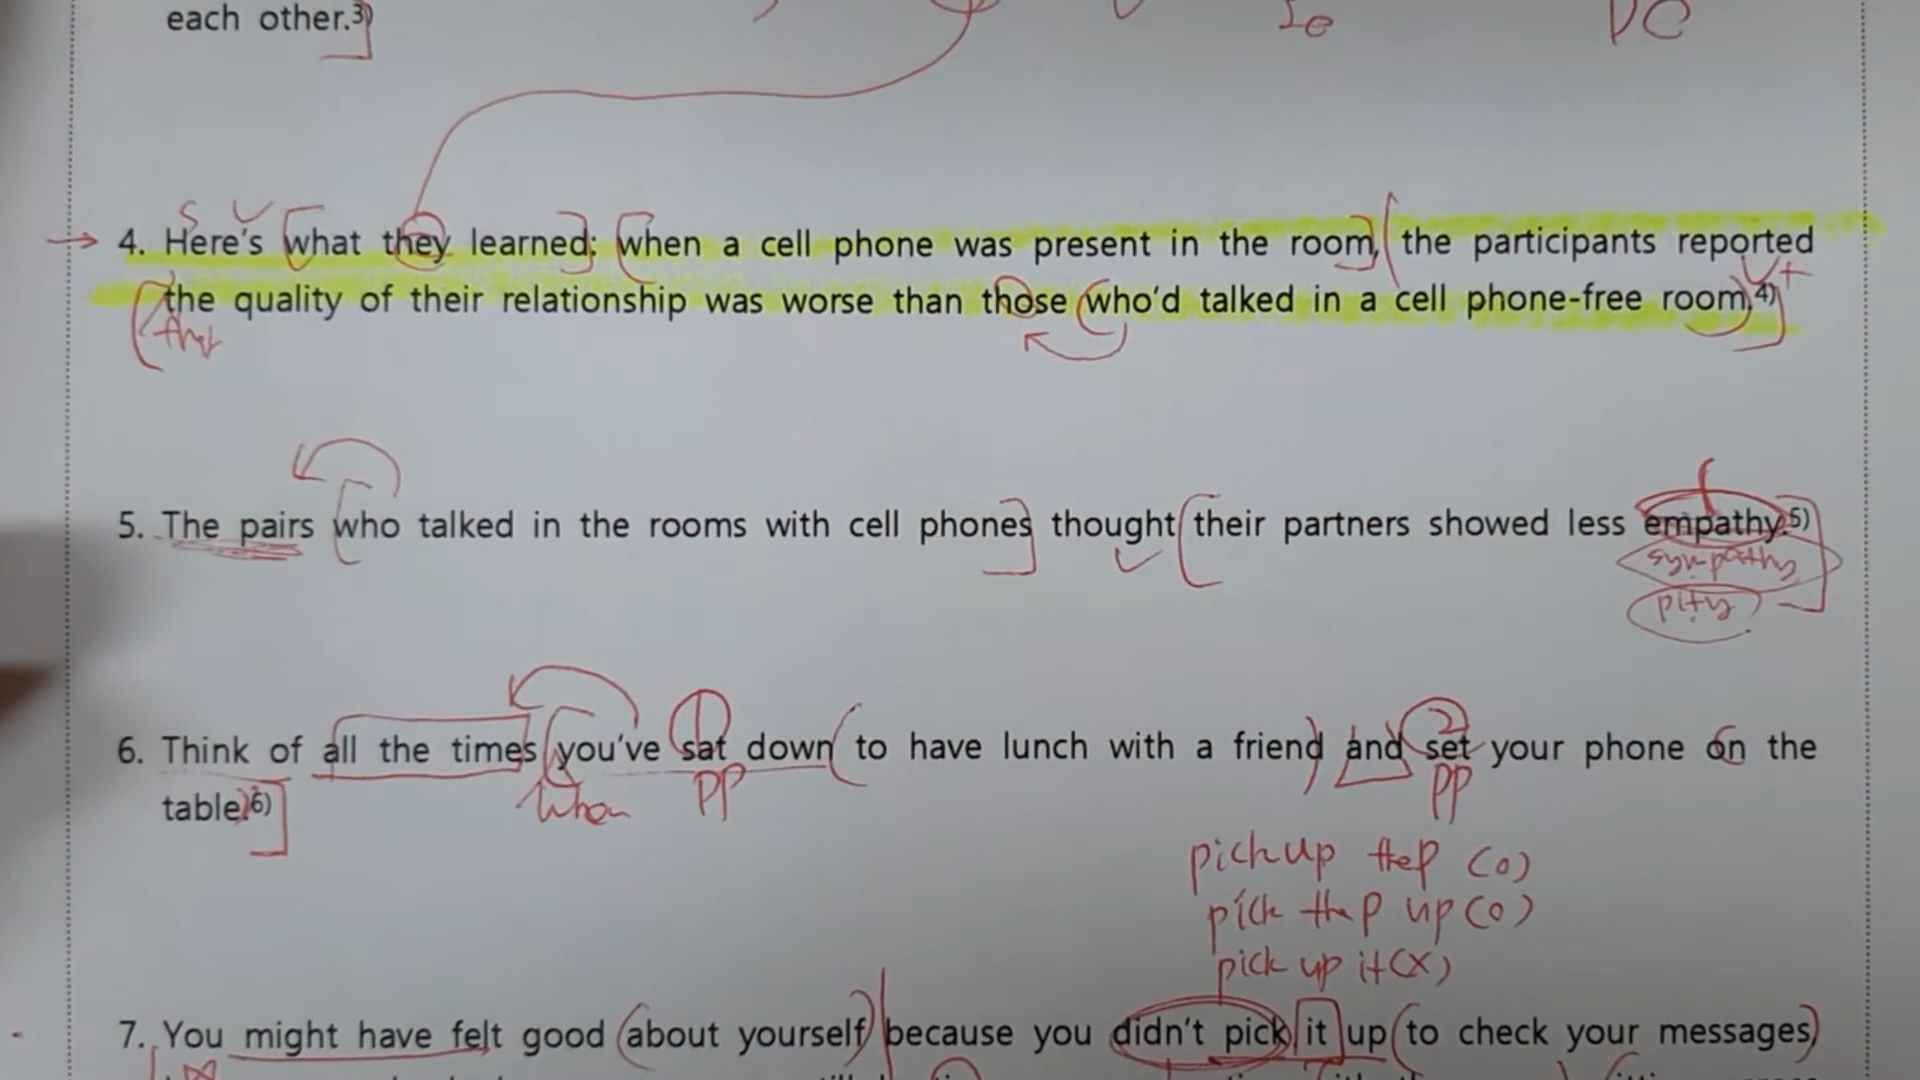 each other.3)
Io
DO
S V
4. Here's what they learned: when a cell phone was present in the room, the participants reported
Vt
the quality of their relationship was worse than those who'd talked in a cell phone-free room.4)
that
5. The pairs who talked in the rooms with cell phones thought their partners showed less empathy.5)
sympathy
pity
1 2
6. Think of all the times you've sat down to have lunch with a friend and set your phone on the
when PP PP
table.6)
pick up the P (O)
pick the P up (O)
pick up it (X)
7. You might have felt good about yourself because you didn't pick it up to check your messages,